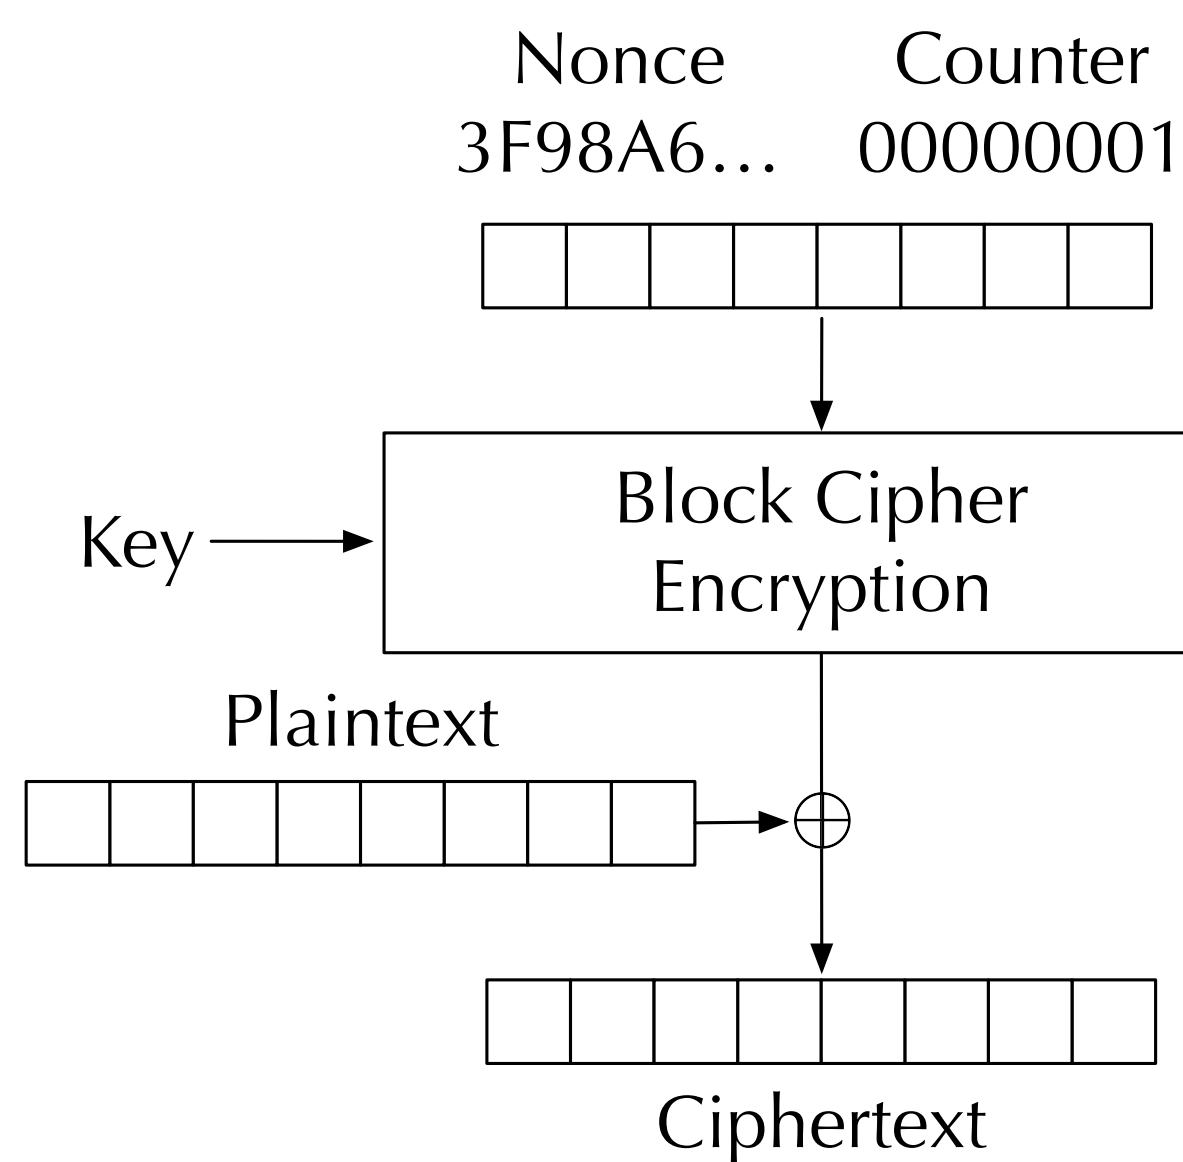 Nonce Counter
3F98A6... 00000001
Block Cipher
Encryption
Key
Plaintext
Ciphertext